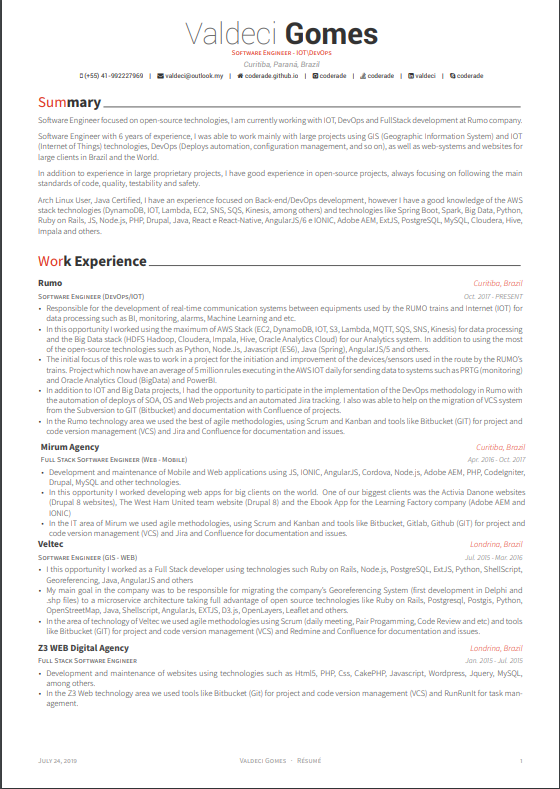 Valdeci Gomes
Software Engineer - IOT\DevOps
Curitiba, Paraná, Brazil
(+55) 41-992227969 | valdeci@outlook.my | coderade.github.io | coderade | coderade | valdeci | coderade
Summary
Software Engineer focused on open-source technologies, I am currently working with IOT, DevOps and FullStack development at Rumo company.
Software Engineer with 6 years of experience, I was able to work mainly with large projects using GIS (Geographic Information System) and IOT
(Internet of Things) technologies, DevOps (Deploys automation, configuration management, and so on), as well as web-systems and websites for
large clients in Brazil and the World.
In addition to experience in large proprietary projects, I have good experience in open-source projects, always focusing on following the main
standards of code, quality, testability and safety.
Arch Linux User, Java Certified, I have an experience focused on Back-end/DevOps development, however I have a good knowledge of the AWS
stack technologies (DynamoDB, IOT, Lambda, EC2, SNS, SQS, Kinesis, among others) and technologies like Spring Boot, Spark, Big Data, Python,
Ruby on Rails, JS, Node.js, PHP, Drupal, Java, React e React-Native, AngularJS/6 e IONIC, Adobe AEM, ExtJS, PostgreSQL, MySQL, Cloudera, Hive,
Impala and others.
Work Experience
Rumo Curitiba, Brazil
Software Engineer (DevOps/IOT) Oct. 2017 - PRESENT
• Responsible for the development of real-time communication systems between equipments used by the RUMO trains and Internet (IOT) for
data processing such as BI, monitoring, alarms, Machine Learning and etc.
• In this opportunity I worked using the maximum of AWS Stack (EC2, DynamoDB, IOT, S3, Lambda, MQTT, SQS, SNS, Kinesis) for data processing
and the Big Data stack (HDFS Hadoop, Cloudera, Impala, Hive, Oracle Analytics Cloud) for our Analytics system. In addition to using the most
of the open-source technologies such as Python, Node.Js, Javascript (ES6), Java (Spring), AngularJS/5 and others.
• The initial focus of this role was to work in a project for the improvement of the devices/sensors used in the route by the RUMO's
trains. Project which now have an average of 5 million rules executing in the AWS IOT daily for sending data to systems such as PRTG (monitoring)
and Oracle Analytics Cloud (BigData) and PowerBI.
• In addition to IOT and Big Data projects, I had the opportunity to participate in the implementation of the DevOps methodology in Rumo with
the automation of deploys of SOA, OS and Web projects and an automated Jira tracking. I also was able to help on the migration of VCS system
from the Subversion to GIT (Bitbucket) and documentation with Confluence of projects.
• In the Rumo technology area we used the best of agile methodologies, using Scrum and Kanban and tools like Bitbucket (GIT) for project and
code version management (VCS) and Jira and Confluence for documentation and issues.
Mirum Agency Curitiba, Brazil
Full Stack Software Engineer (Web - Mobile) Apr. 2016 - Oct. 2017
• Development and maintenance of Mobile and Web applications using JS, IONIC, AngularJS, Cordova, Node.js, Adobe AEM, PHP, CodeIgniter,
Drupal, MySQL and other technologies.
• In this opportunity I worked developing web apps for big clients on the world. One of our biggest clients was the Activia Danone websites
(Drupal 8 websites), The West Ham United team website (Drupal 8) and the Ebook App for the Learning Factory company (Adobe AEM and
IONIC)
• In the IT area of Mirum we used agile methodologies, using Scrum and Kanban and tools like Bitbucket, Gitlab, Github (GIT) for project and
code version management (VCS) and Jira and Confluence for documentation and issues.
Veltec Londrina, Brazil
Software Engineer (GIS - WEB) Jul. 2015 - Mar. 2016
• I this opportunity I worked as a Full Stack developer using technologies such Ruby on Rails, Node.js, PostgreSQL, ExtJS, Python, ShellScript,
Georeferencing, Java, AngularJS and others
• My main goal in the company was to be responsible for migrating the company's Georeferencing System (first development in Delphi and
.shp files) to a microservice architecture taking full advantage of open source technologies like Ruby on Rails, Postgresql, Postgis, Python,
OpenStreetMap, Java, Shellscript, AngularJs, EXTJS, D3.js, OpenLayers, Leaflet and others.
• In the area of technology of Veltec we used agile methodologies using Scrum (daily meeting, Pair Progamming, Code Review and etc) and tools
like Bitbucket (GIT) for project and code version management (VCS) and Redmine and Confluence for documentation and issues.
Z3 WEB Digital Agency Londrina, Brazil
Full Stack Software Engineer Jan. 2015 - Jul. 2015
• Development and maintenance of websites using technologies such as Html5, PHP, Css, CakePHP, Javascript, Wordpress, Jquery, MySQL,
among others.
• In the Z3 Web technology area we used tools like Bitbucket (Git) for project and code version management (VCS) and RunRunIt for task man-
agement.
July 24, 2019 Valdeci Gomes · Résumé 1